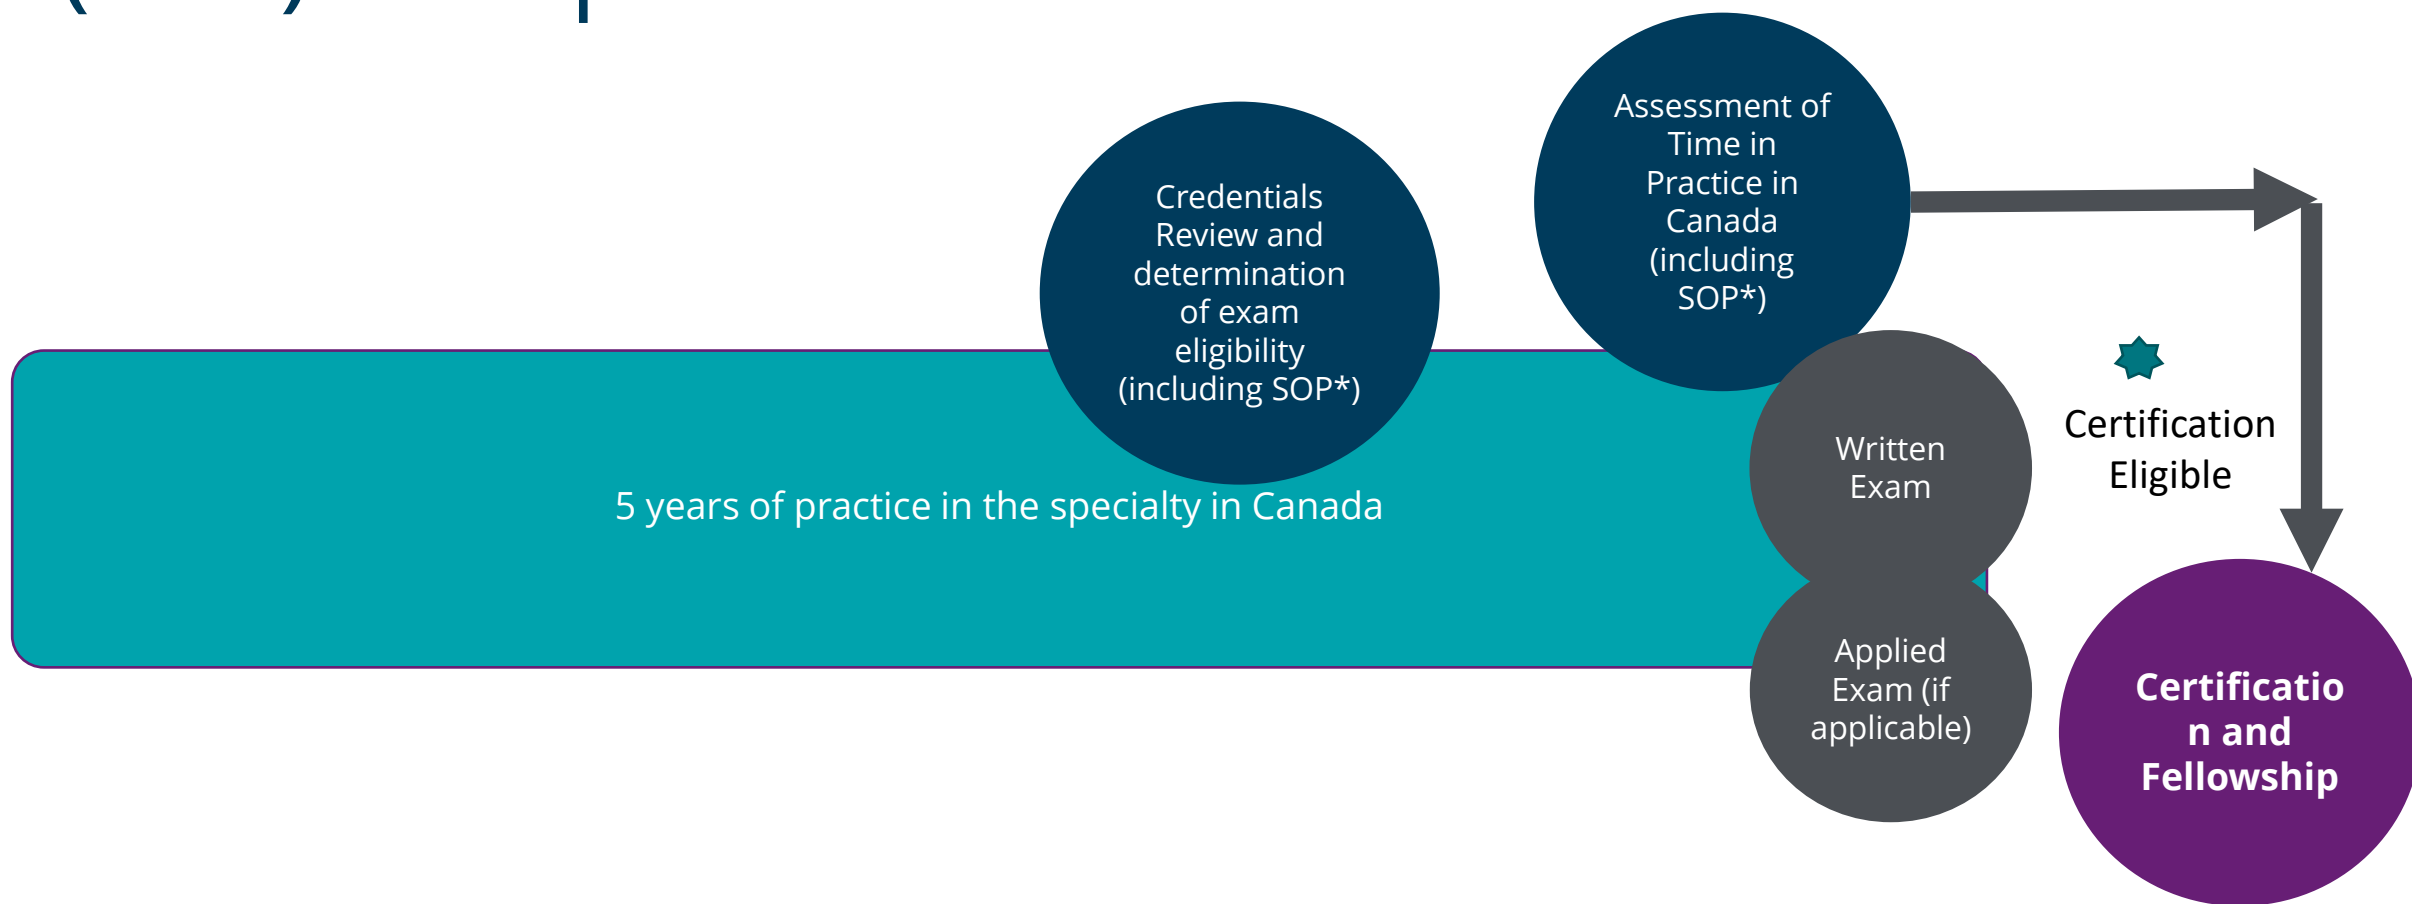 Credentials
Review and
determination
of exam
eligibility
(including SOP*)
Assessment of
Time in
Practice in
Canada
(including
SOP*)
5 years of practice in the specialty in Canada
Written
Exam
Applied
Exam (if
applicable)
Certification
Eligible
Certificatio
n and
Fellowship